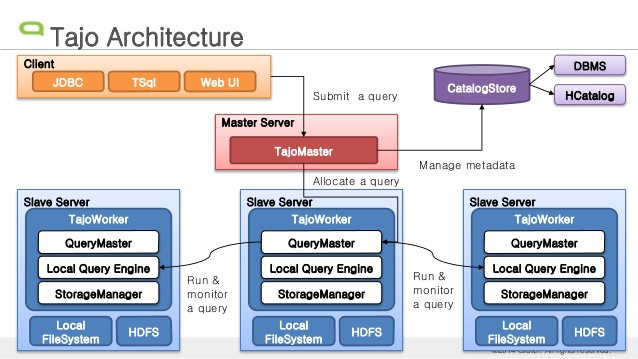 Tajo Architecture
Client
JDBC
TSql
Web UI
Submit a query
CatalogStore
DBMS
HCatalog
Master Server
TajoMaster
Manage metadata
Allocate a query
Slave Server
TajoWorker
QueryMaster
Local Query Engine
StorageManager
Local
FileSystem
HDFS
Run &
monitor
a query
Slave Server
TajoWorker
QueryMaster
Local Query Engine
StorageManager
Local
FileSystem
HDFS
Run &
monitor
a query
Slave Server
TajoWorker
QueryMaster
Local Query Engine
StorageManager
Local
FileSystem
HDFS